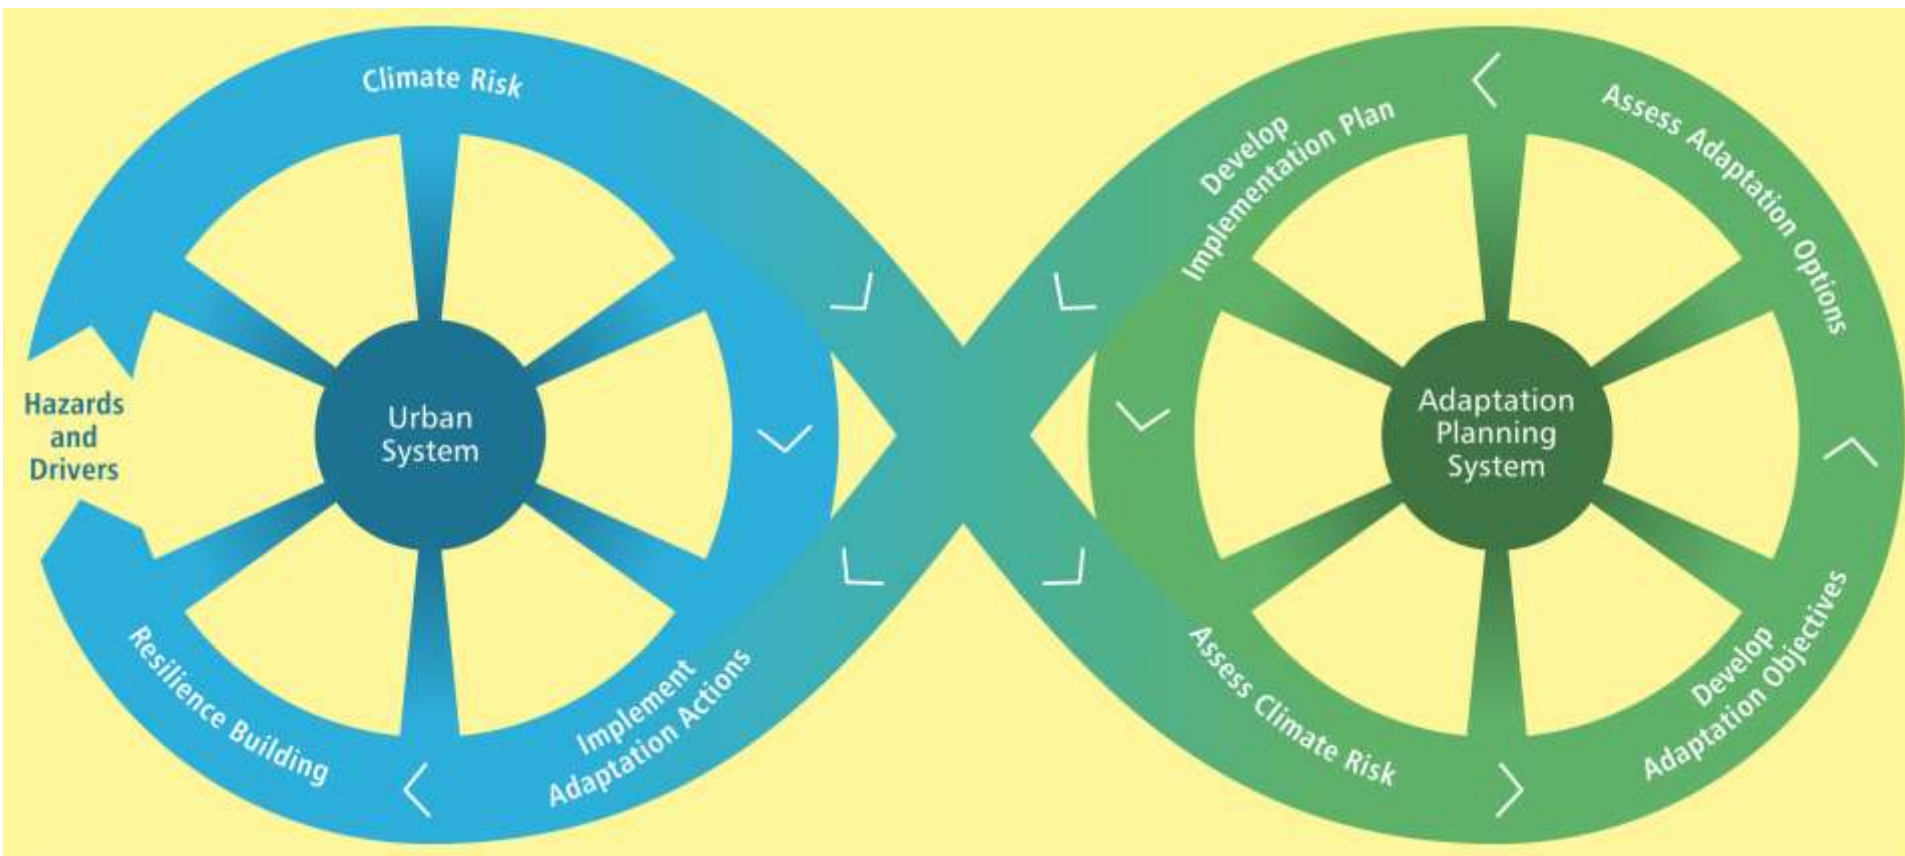 Climate Risk
Hazards
and
Drivers
Urban
System
Resilience Building
Implement
Adaptation Actions
Develop
Implementation Plan
Assess Adaptation Options
Adaptation
Planning
System
Assess Climate Risk
Develop
Adaptation Objectives